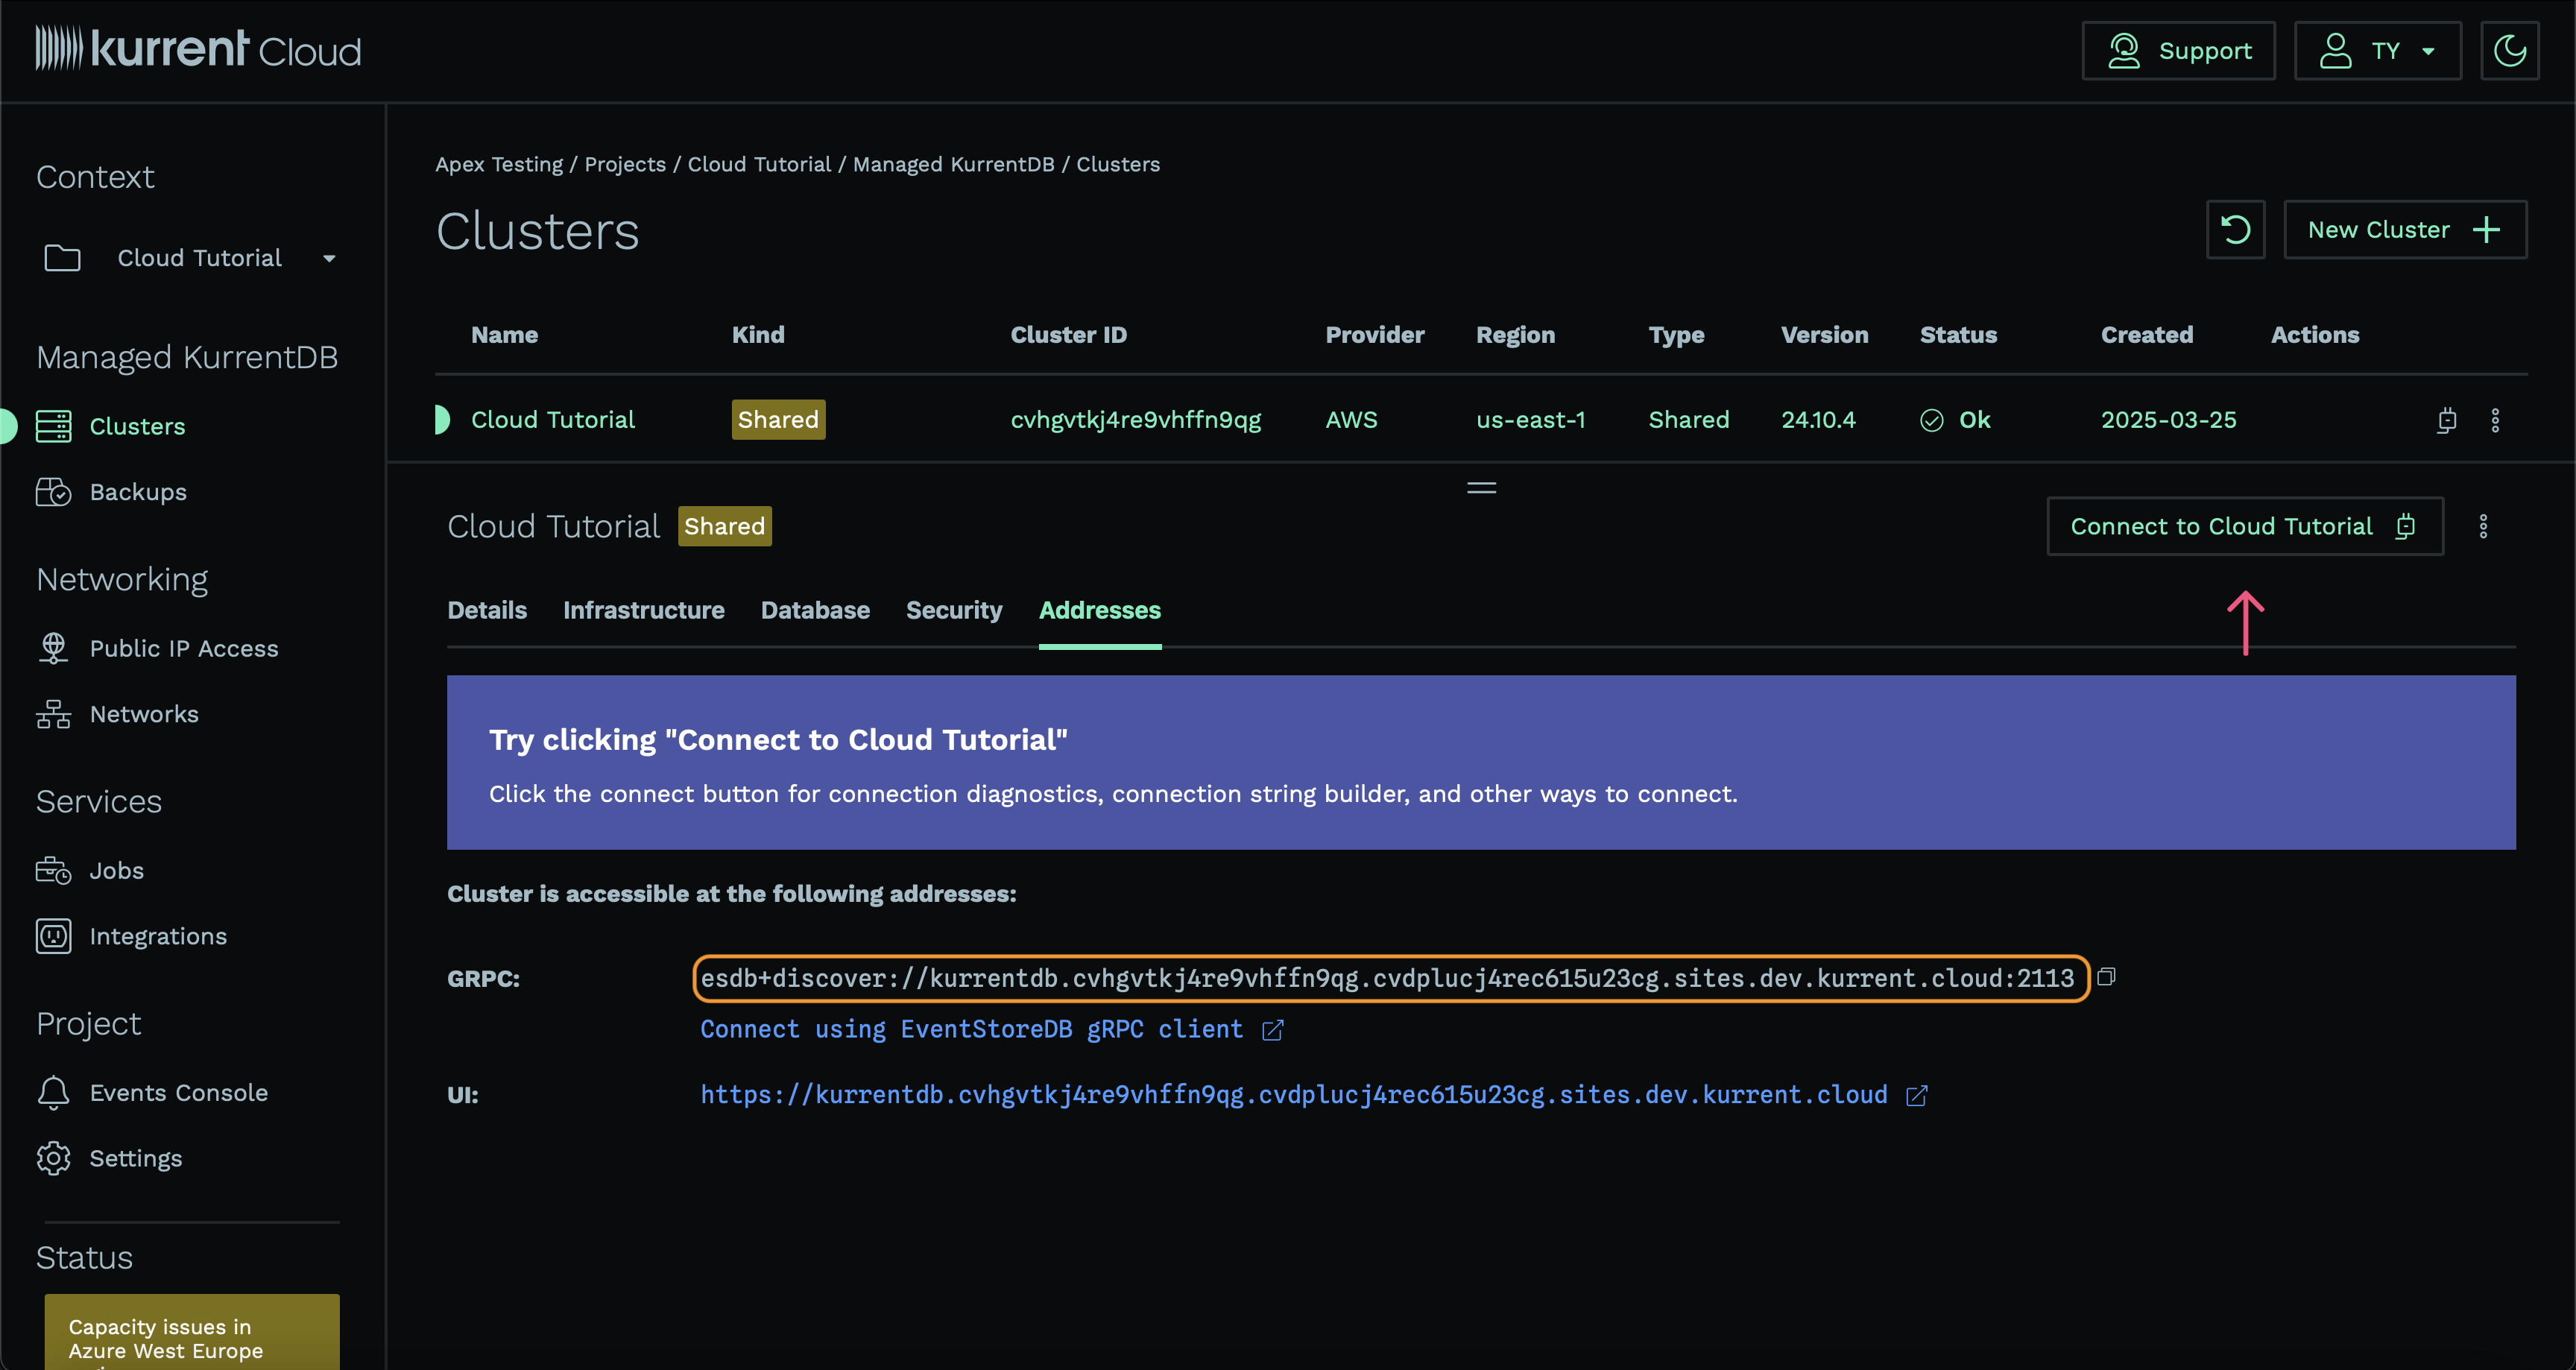 kurrent Cloud
Support
TY
Context
Cloud Tutorial
Managed KurrentDB
Clusters
Backups
Networking
Public IP Access
Networks
Services
Jobs
Integrations
Project
Events Console
Settings
Status
Capacity issues in
Azure West Europe
Apex Testing / Projects / Cloud Tutorial / Managed KurrentDB / Clusters
Clusters
New Cluster
Name Kind Cluster ID Provider Region Type Version Status Created Actions
Cloud Tutorial Shared cvhgvtkj4re9vhffn9qg AWS us-east-1 Shared 24.10.4 Ok 2025-03-25
Cloud Tutorial Shared
Connect to Cloud Tutorial
Details Infrastructure Database Security Addresses
Try clicking "Connect to Cloud Tutorial"
Click the connect button for connection diagnostics, connection string builder, and other ways to connect.
Cluster is accessible at the following addresses:
GRPC: esdb+discover://kurrentdb.cvhgvtkj4re9vhffn9qg.cvdplucj4rec615u23cg.sites.dev.kurrent.cloud:2113
Connect using EventStoreDB gRPC client
UI: https://kurrentdb.cvhgvtkj4re9vhffn9qg.cvdplucj4rec615u23cg.sites.dev.kurrent.cloud